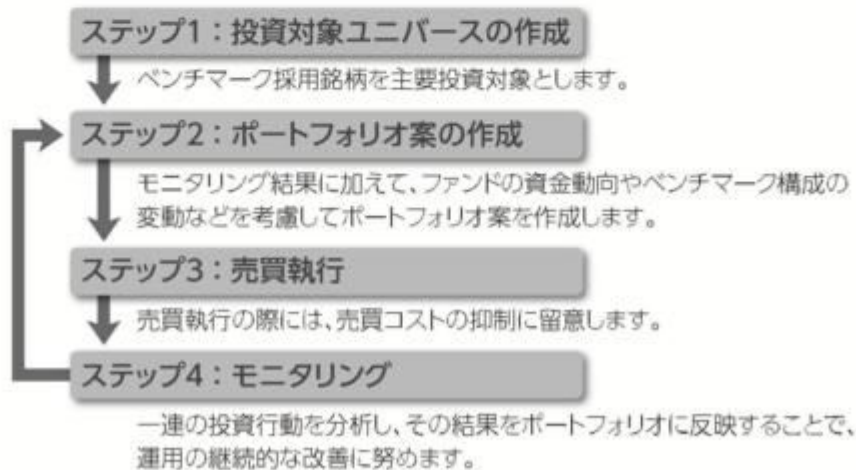 ステップ1：投資対象ユニバースの作成
ベンチマーク採用銘柄を主要投資対象とします。
ステップ2：ポートフォリオ案の作成
モニタリング結果に加えて、ファンドの資金動向やベンチマーク構成の
変動などを考慮してポートフォリオ案を作成します。
ステップ3：売買執行
売買執行の際には、売買コストの抑制に留意します。
ステップ4：モニタリング
一連の投資行動を分析し、その結果をポートフォリオに反映することで、
運用の継続的な改善に努めます。